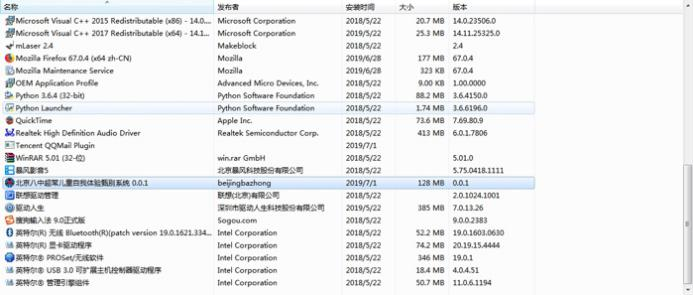 名称 发布者 安装时间 大小 版本
Microsoft Visual C++ 2015 Redistributable (x86) - 14.0... Microsoft Corporation 2018/5/22 20.7 MB 14.0.23506.0
Microsoft Visual C++ 2017 Redistributable (x64) - 14.1... Microsoft Corporation 2018/5/22 25.3 MB 14.11.25325.0
mLaser 2.4 Makeblock 2018/5/22 2.4
Mozilla Firefox 67.0.4 (x64 zh-CN) Mozilla 2019/6/28 177 MB 67.0.4
Mozilla Maintenance Service Mozilla 2019/6/28 323 KB 67.0.4
OEM Application Profile Advanced Micro Devices, Inc. 2018/5/22 9.00 KB 1.00.0000
Python 3.6.4 (32-bit) Python Software Foundation 2018/5/22 88.2 MB 3.6.4150.0
Python Launcher Python Software Foundation 2018/5/22 1.74 MB 3.6.6196.0
QuickTime Apple Inc. 2018/5/22 73.6 MB 7.69.80.9
Realtek High Definition Audio Driver Realtek Semiconductor Corp. 2018/5/22 413 MB 6.0.1.7806
Tencent QQMail Plugin 2019/7/1
WinRAR 5.01 (32-位) win.rar GmbH 2018/5/22 5.01.0
暴风影音5 北京暴风科技股份有限公司 2018/5/22 5.75.0418.1111
北京八中超常儿童自我体验甄别系统 0.0.1 beijingbazhong 2019/7/1 128 MB 0.0.1
联想驱动管理 联想(北京)有限公司 2018/5/22 2.0.1024.1001
驱动人生 深圳市驱动人生科技股份有限公司 2019/5/23 385 MB 7.0.13.26
搜狗输入法 9.0正式版 Sogou.com 2018/5/22 9.0.0.2383
英特尔(R) 无线 Bluetooth(R)(patch version 19.0.1621.334... Intel Corporation 2018/5/22 52.2 MB 19.0.1603.0630
英特尔(R) 显卡驱动程序 Intel Corporation 2018/5/22 74.2 MB 20.19.15.4444
英特尔® PROSet/无线软件 Intel Corporation 2018/5/22 346 MB 19.0.1
英特尔® USB 3.0 可扩展主机控制器驱动程序 Intel Corporation 2018/5/22 18.4 MB 4.0.4.51
英特尔® 管理引擎组件 Intel Corporation 2018/5/22 50.7 MB 11.0.6.1194